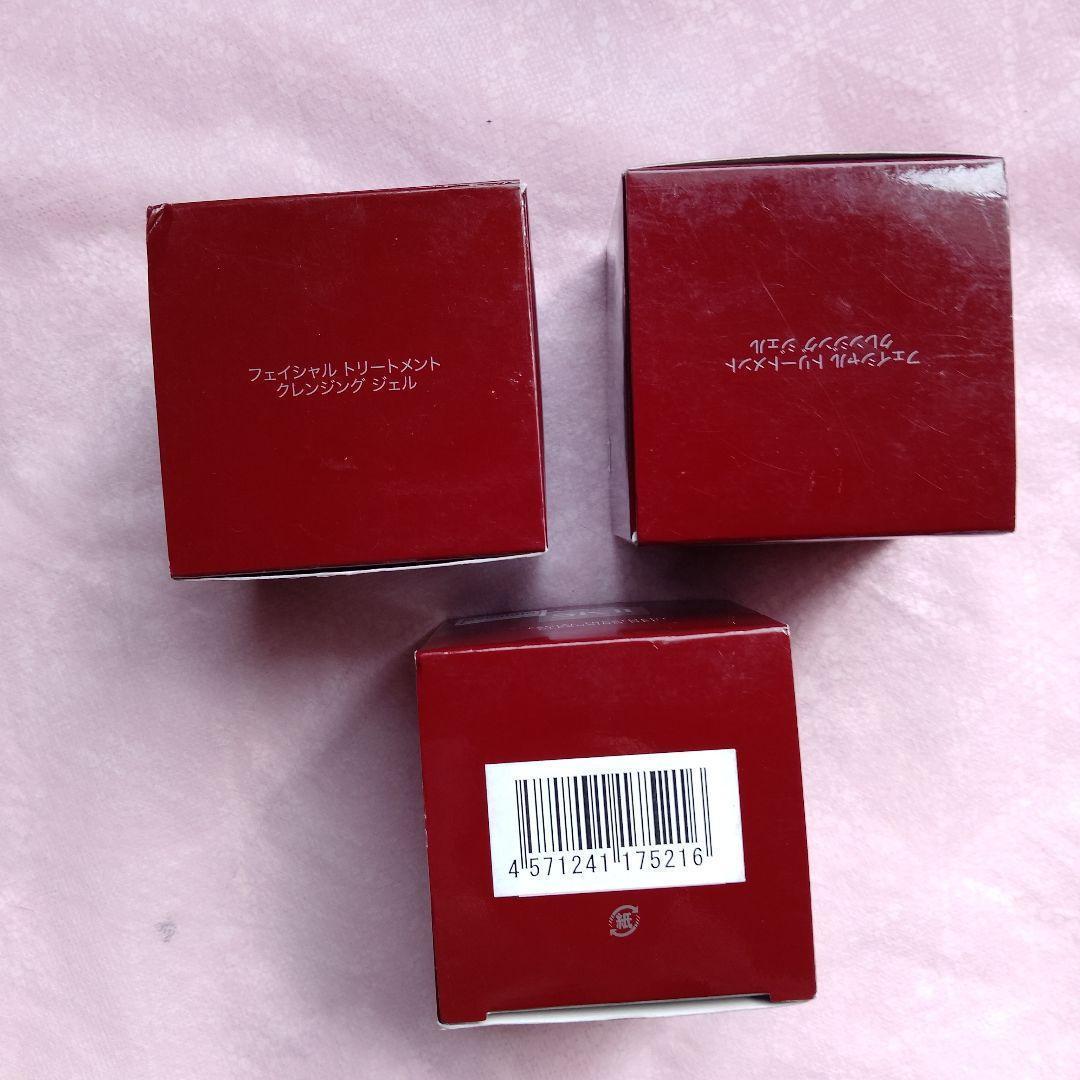 フェイシャル トリートメント
クレンジング ジェル
フェイシャル トリートメント
クレンジング ジェル
4 571241 175216
紙